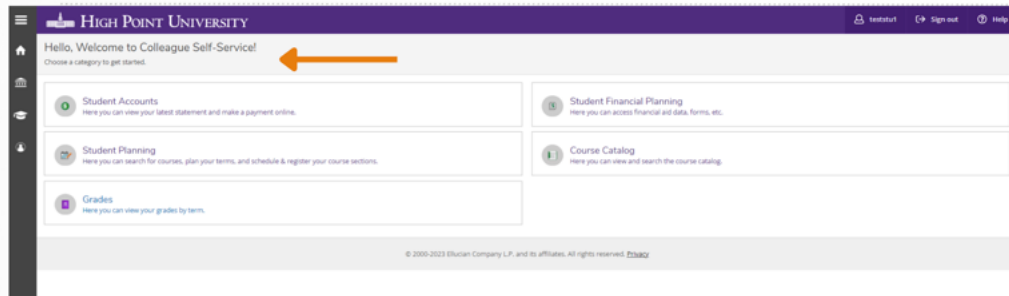 HIGH POINT UNIVERSITY
teststu1
Sign out
Help
Hello, Welcome to Colleague Self-Service!
Choose a category to get started.
Student Accounts
Here you can view your latest statement and make a payment online.
Student Financial Planning
Here you can access financial aid data, forms, etc.
Student Planning
Here you can search for courses, plan your terms, and schedule & register your course sections.
Course Catalog
Here you can view and search the course catalog.
Grades
Here you can view your grades by term.
© 2000-2023 Ellucian Company L.P. and its affiliates. All rights reserved. Privacy